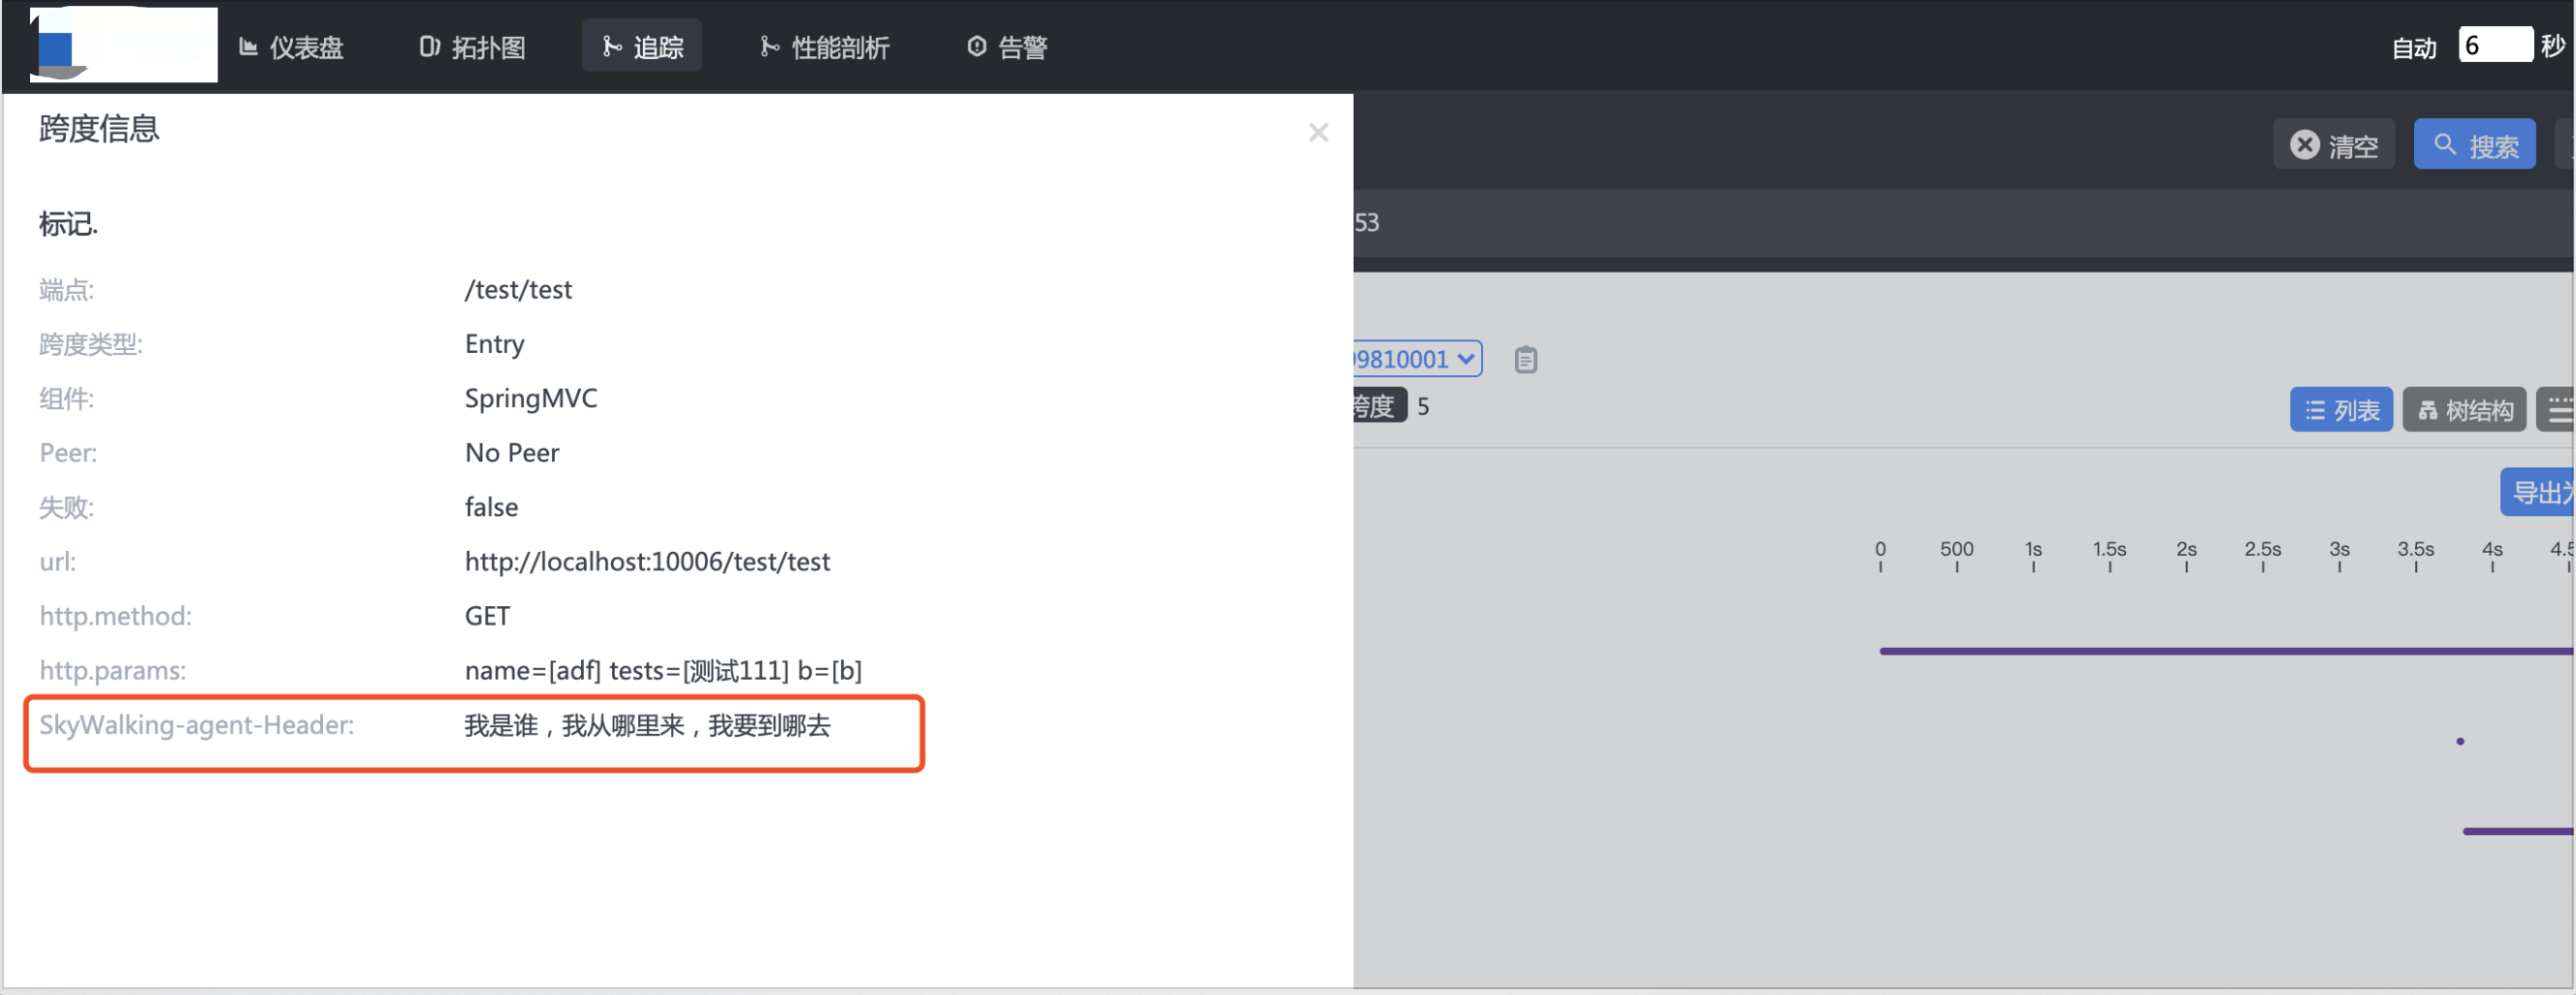 仪表盘 拓扑图 追踪 性能剖析 告警 自动 6 秒
跨度信息
清空 搜索
标记.
53
端点: /test/test
跨度类型: Entry
9810001
组件: SpringMVC
跨度 5
列表 树结构
Peer: No Peer
失败: false
导出为
url: http://localhost:10006/test/test
0 500 1s 1.5s 2s 2.5s 3s 3.5s 4s 4.5
http.method: GET
http.params: name=[adf] tests=[测试111] b=[b]
SkyWalking-agent-Header: 我是谁，我从哪里来，我要到哪去